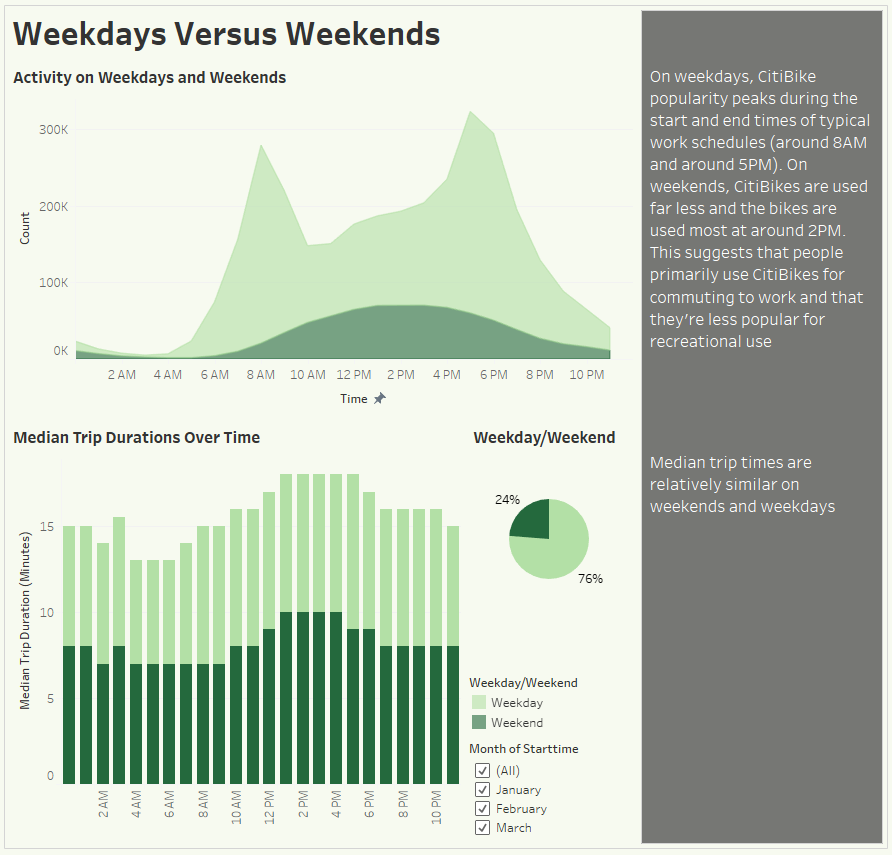 Weekdays Versus Weekends
Activity on Weekdays and Weekends
300K
200K
100K
0K
Count
2 AM 4 AM 6 AM 8 AM 10 AM 12 PM 2 PM 4 PM 6 PM 8 PM 10 PM
Time
Median Trip Durations Over Time
15
10
5
0
Median Trip Duration (Minutes)
2 AM 4 AM 6 AM 8 AM 10 AM 12 PM 2 PM 4 PM 6 PM 8 PM 10 PM
Weekday/Weekend
24%
76%
Weekday/Weekend
Weekday
Weekend
Month of Starttime
(All)
January
February
March
On weekdays, CitiBike
popularity peaks during the
start and end times of typical
work schedules (around 8AM
and around 5PM). On
weekends, CitiBikes are used
far less and the bikes are
used most at around 2PM.
This suggests that people
primarily use CitiBikes for
commuting to work and that
they're less popular for
recreational use
Median trip times are
relatively similar on
weekends and weekdays